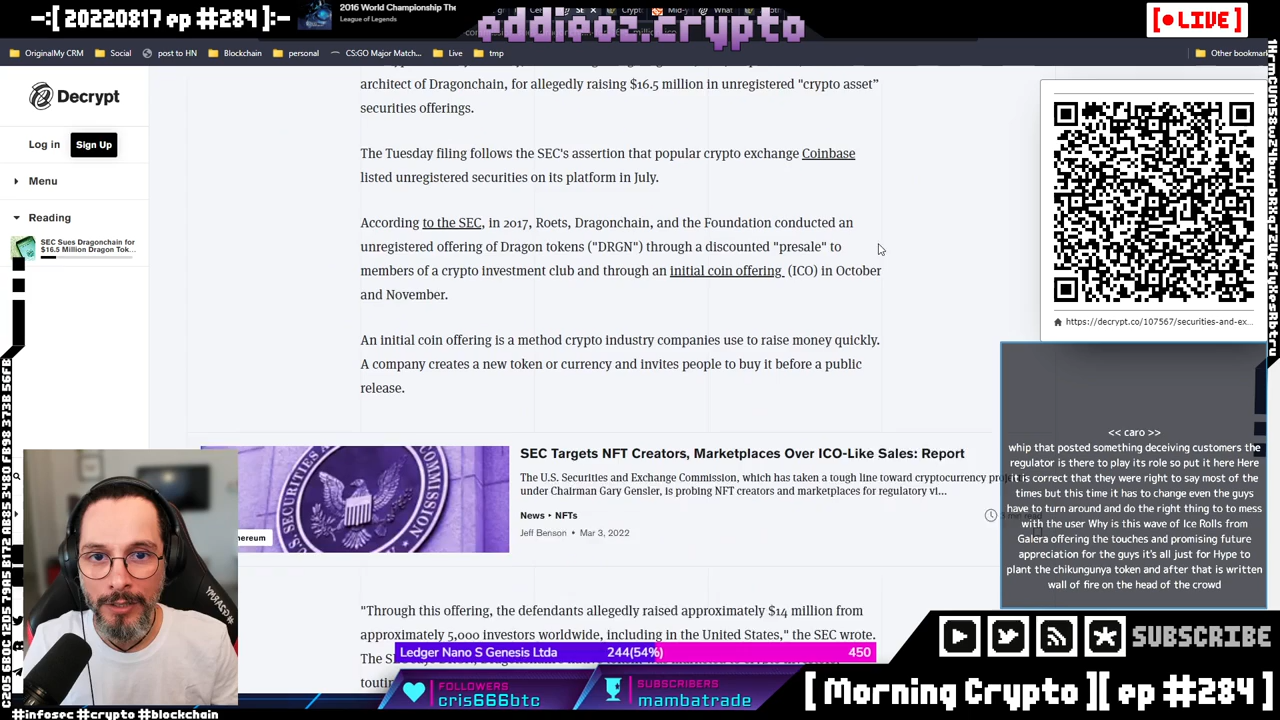 -:[ 20220817 ep #284 ]:-
2016 World Championship The
League of Legends
eddieoz.crypto
[● LIVE]
OriginalMy CRM
Social
post to HN
Blockchain
personal
CS:GO Major Match...
Live
tmp
Other bookmar
Decrypt
Log in
Sign Up
Menu
Reading
SEC Sues Dragonchain for
$16.5 Million Dragon Tok...
architect of Dragonchain, for allegedly raising $16.5 million in unregistered "crypto asset”
securities offerings.
The Tuesday filing follows the SEC's assertion that popular crypto exchange Coinbase
listed unregistered securities on its platform in July.
According to the SEC, in 2017, Roets, Dragonchain, and the Foundation conducted an
unregistered offering of Dragon tokens ("DRGN") through a discounted "presale" to
members of a crypto investment club and through an initial coin offering (ICO) in October
and November.
An initial coin offering is a method crypto industry companies use to raise money quickly.
A company creates a new token or currency and invites people to buy it before a public
release.
SEC Targets NFT Creators, Marketplaces Over ICO-Like Sales: Report
The U.S. Securities and Exchange Commission, which has taken a tough line toward cryptocurrency pro
under Chairman Gary Gensler, is probing NFT creators and marketplaces for regulatory vi...
News • NFTs
Jeff Benson • Mar 3, 2022
ereum
"Through this offering, the defendants allegedly raised approximately $14 million from
approximately 5,000 investors worldwide, including in the United States," the SEC wrote.
https://decrypt.co/107567/securities-and-ex...
<< caro >>
whip that posted something deceiving customers the
regulator is there to play its role so put it here Here
it is correct that they were right to say most of the
times but this time it has to change even the guys
have to turn around and do the right thing to to mess
with the user Why is this wave of Ice Rolls from
Galera offering the touches and promising future
appreciation for the guys it's all just for Hype to
plant the chikungunya token and after that is written
wall of fire on the head of the crowd
Ledger Nano S Genesis Ltda
244(54%)
450
FOLLOWERS
cris666btc
SUBSCRIBERS
mambatrade
SUBSCRIBE
[ Morning Crypto ][ ep #284 ]
#infosec #crypto #blockchain